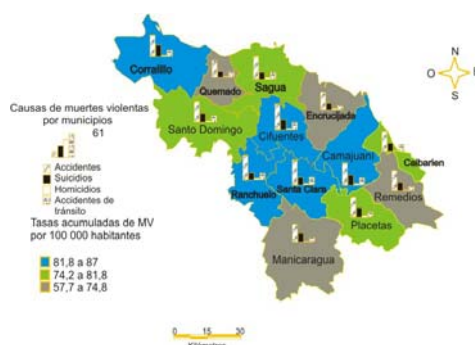 N
O
S
Corralillo
Quemado
Sagua
Encrucijada
Santo Domingo
Cifuentes
Camajuaní
Caibarien
Ranchuelo
Santa Clara
Remedios
Placetas
Manicaragua
Causas de muertes violentas
por municipios
61
Accidentes
Suicidios
Homicidios
Accidentes de
tránsito
Tasas acumuladas de MV
por 100 000 habitantes
81,8 a 87
74,2 a 81,8
57,7 a 74,8
0 15 30
Kilómetros